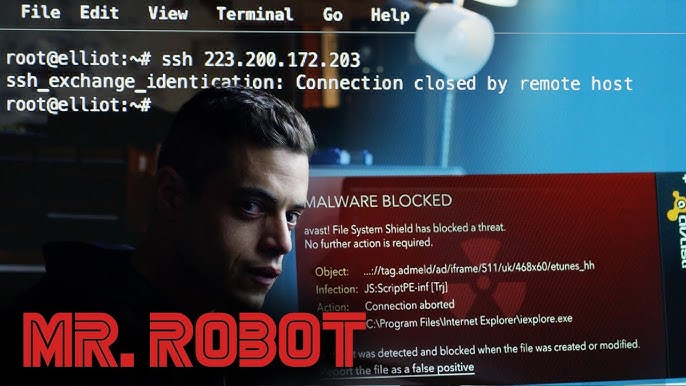 File Edit View Terminal Go Help
root@elliot:~# ssh 223.200.172.203
ssh_exchange_identication: Connection closed by remote host
root@elliot:~#
MALWARE BLOCKED
avast! File System Shield has blocked a threat.
No further action is required.
Object: ...://tag.admeld/ad/iframe/511/uk/468x60/etunes_hh
Infection: JS:ScriptPE-inf [Trj]
Action: Connection aborted
C:\Program Files\Internet Explorer\iexplore.exe
was detected and blocked when the file was created or modified.
Report the file as a false positive
MR. ROBOT